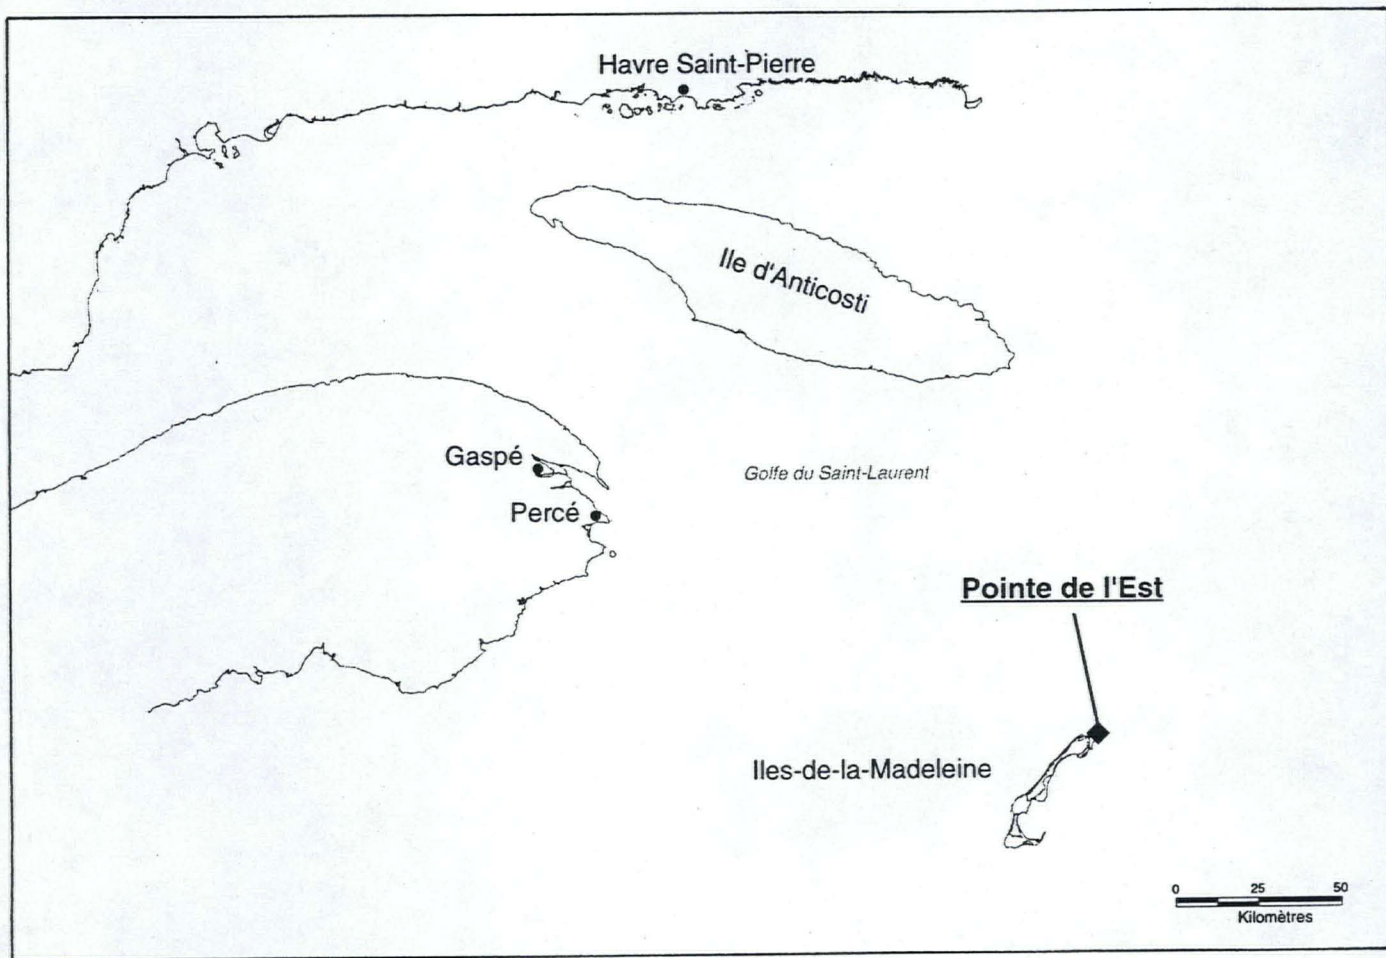 Havre Saint-Pierre
Ile d'Anticosti
Gaspé
Golfe du Saint-Laurent
Percé
Pointe de l'Est
Iles-de-la-Madeleine
0 25 50
Kilomètres